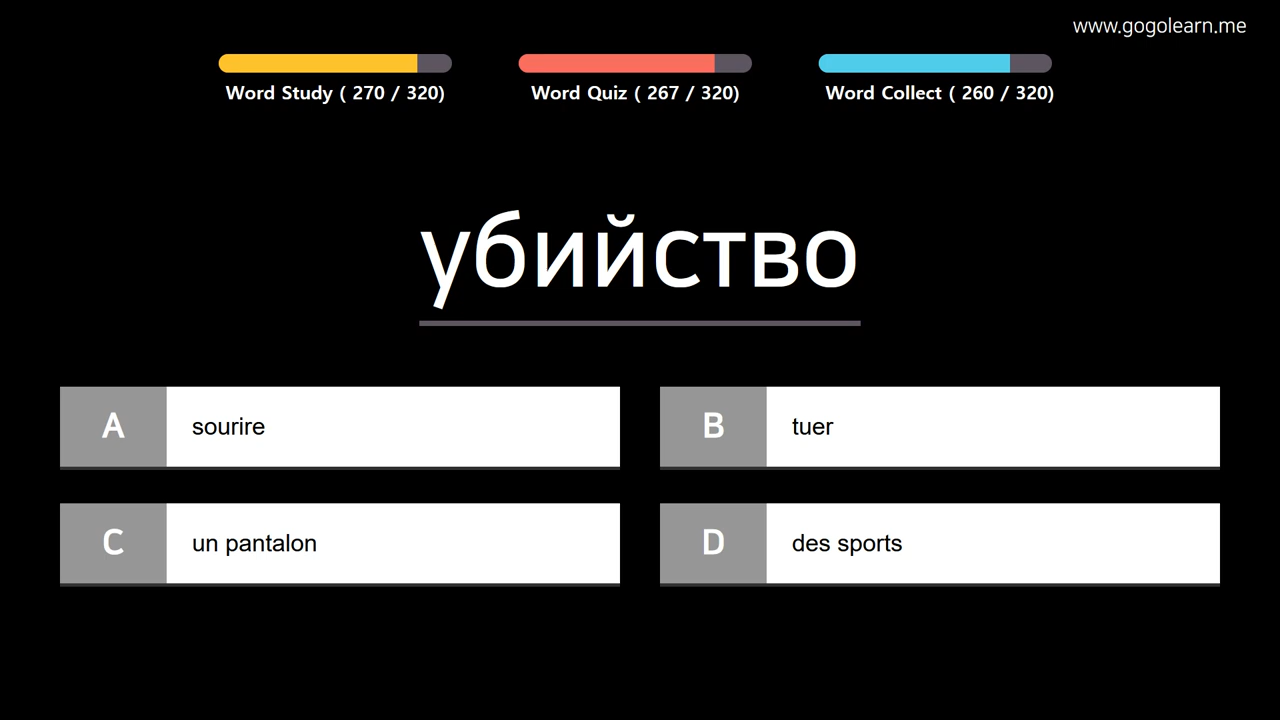 www.gogolearn.me
Word Study ( 270 / 320)
Word Quiz ( 267 / 320)
Word Collect ( 260 / 320)
убийство
A sourire
B tuer
C un pantalon
D des sports